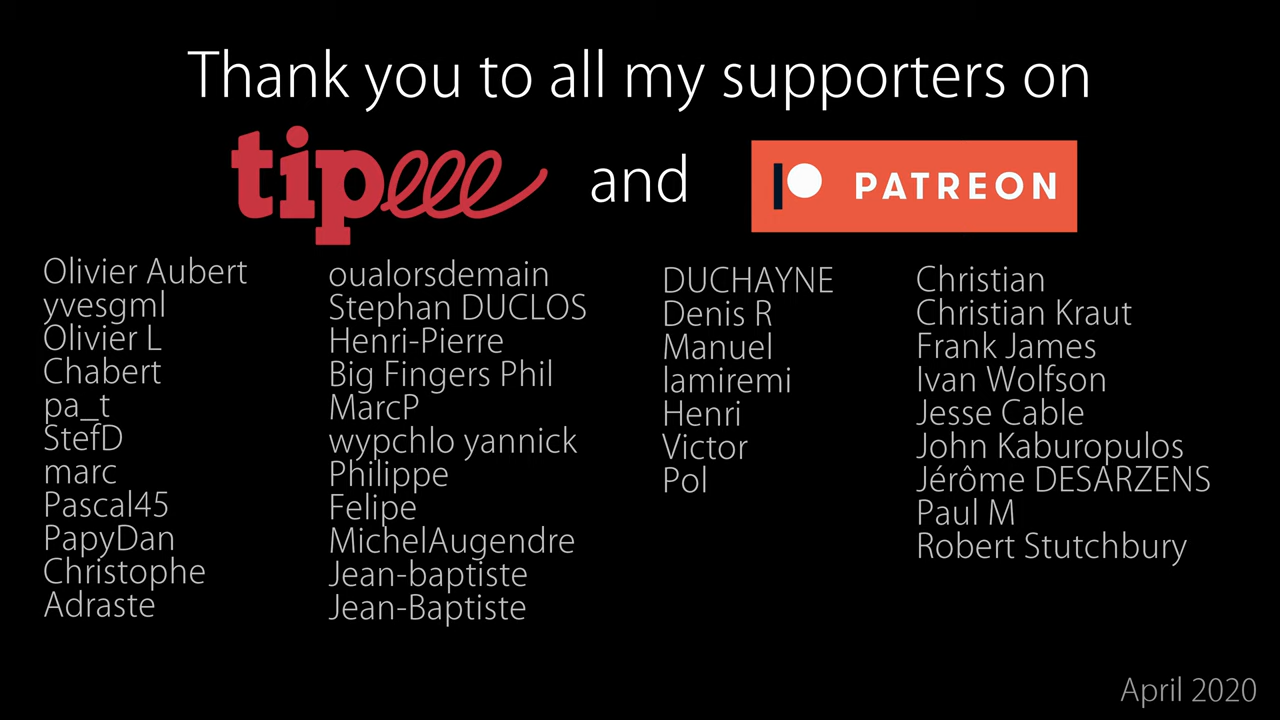 Thank you to all my supporters on
tipeee and PATREON
Olivier Aubert
yvesgml
Olivier L
Chabert
pa_t
StefD
marc
Pascal45
PapyDan
Christophe
Adraste
oualorsdemain
Stephan DUCLOS
Henri-Pierre
Big Fingers Phil
MarcP
wypchlo yannick
Philippe
Felipe
MichelAugendre
Jean-baptiste
Jean-Baptiste
DUCHAYNE
Denis R
Manuel
lamiremi
Henri
Victor
Pol
Christian
Christian Kraut
Frank James
Ivan Wolfson
Jesse Cable
John Kaburopulos
Jérôme DESARZENS
Paul M
Robert Stutchbury
April 2020